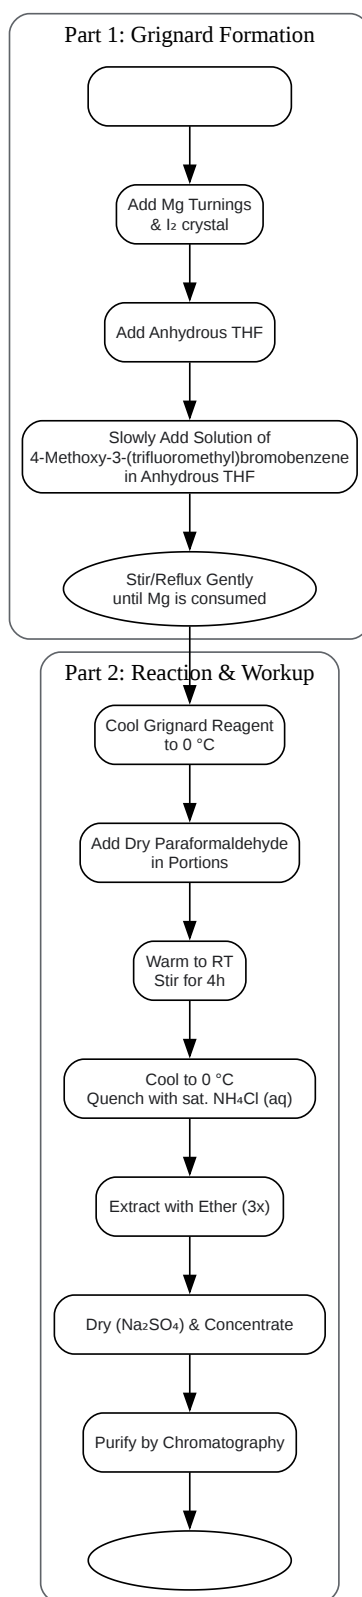 Part 1: Grignard Formation
Add Mg Turnings
& I₂ crystal
Add Anhydrous THF
Slowly Add Solution of
4-Methoxy-3-(trifluoromethyl)bromobenzene
in Anhydrous THF
Stir/Reflux Gently
until Mg is consumed
Part 2: Reaction & Workup
Cool Grignard Reagent
to 0 °C
Add Dry Paraformaldehyde
in Portions
Warm to RT
Stir for 4h
Cool to 0 °C
Quench with sat. NH₄Cl (aq)
Extract with Ether (3x)
Dry (Na₂SO₄) & Concentrate
Purify by Chromatography